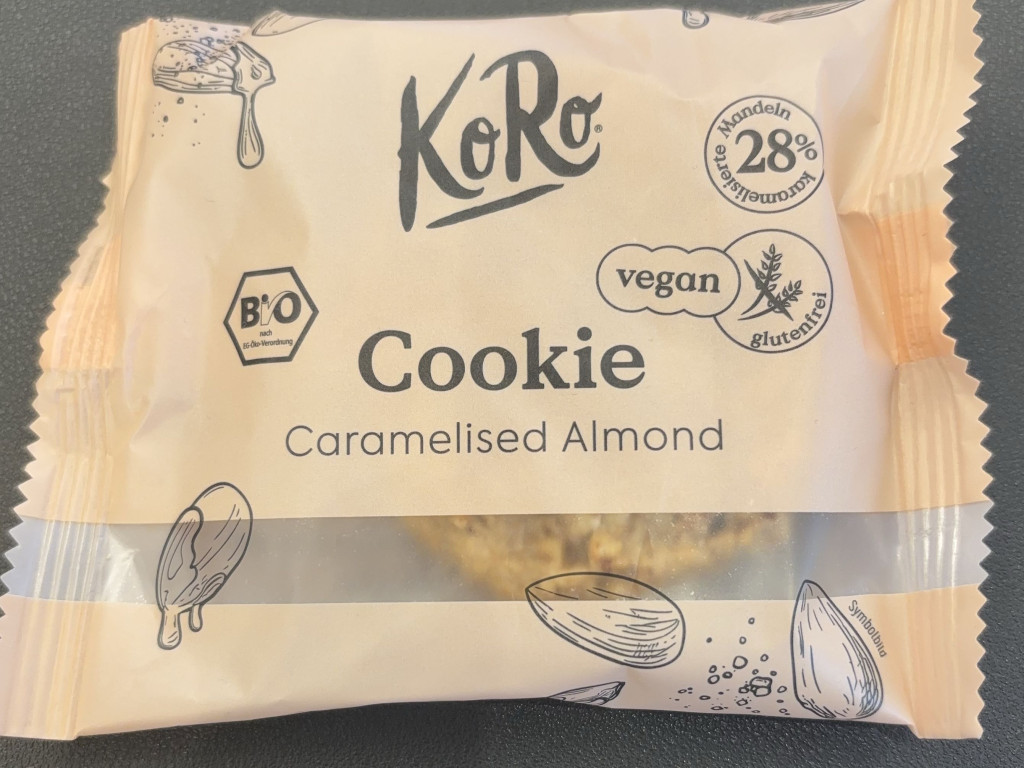 KoRo®
28%
karamelisierte Mandeln
vegan
glutenfrei
BIO
nach
EG-Öko-Verordnung
Cookie
Caramelised Almond
Symbolbild